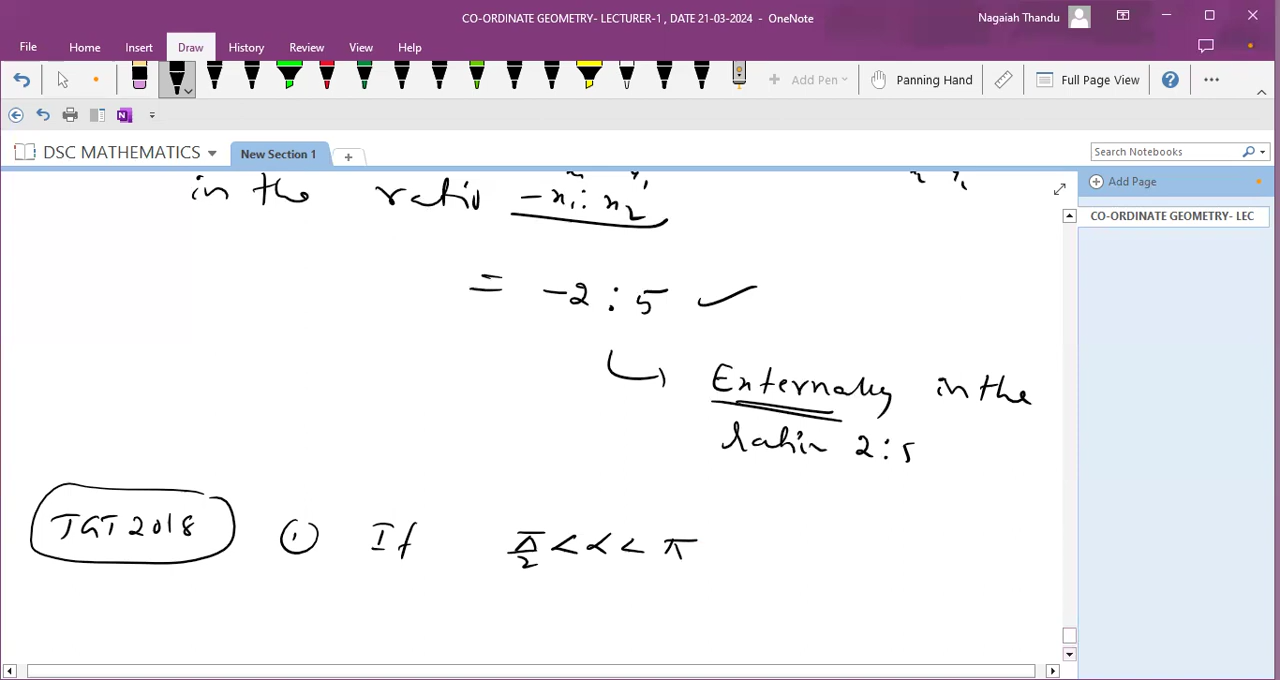 CO-ORDINATE GEOMETRY- LECTURER-1 , DATE 21-03-2024 - OneNote
Nagaiah Thandu
File Home Insert Draw History Review View Help
Add Pen
Panning Hand
Full Page View
DSC MATHEMATICS
New Section 1
Search Notebooks
Add Page
CO-ORDINATE GEOMETRY- LEC
in the ratio -x₁ : x₂
= -2 : 5 ✓
Externally in the
ratio 2 : 5
TGT 2018 ① If π/2 < α < π